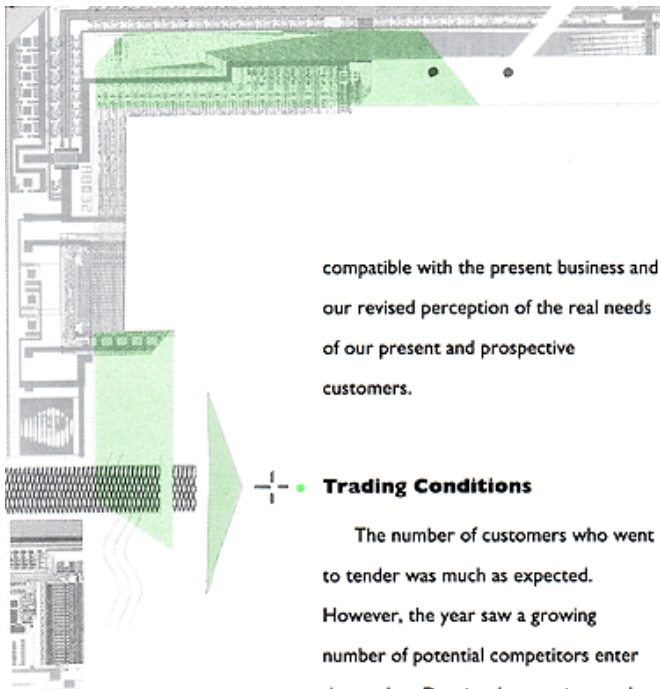 compatible with the present business and
our revised perception of the real needs
of our present and prospective
customers.
Trading Conditions
The number of customers who went
to tender was much as expected.
However, the year saw a growing
number of potential competitors enter